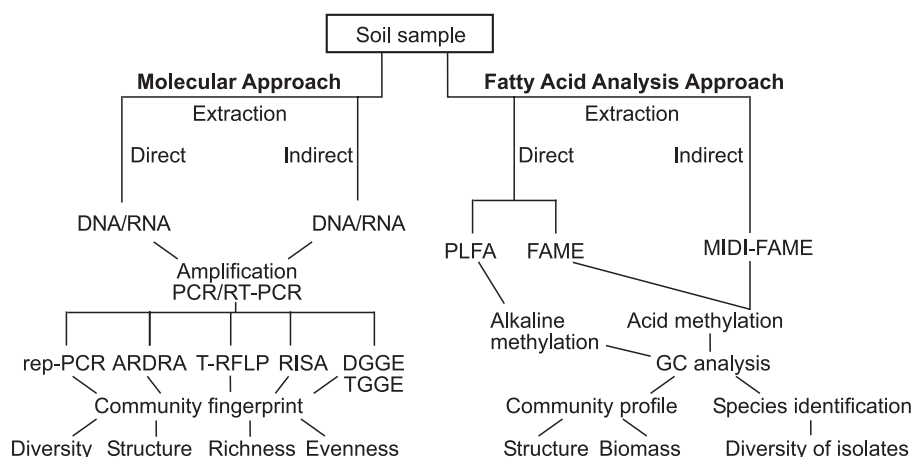 Soil sample
Molecular Approach
Extraction
Direct Indirect
DNA/RNA DNA/RNA
Amplification
PCR/RT-PCR
rep-PCR ARDRA T-RFLP RISA DGGE
TGGE
Community fingerprint
Diversity Structure Richness Evenness
Fatty Acid Analysis Approach
Extraction
Direct Indirect
PLFA FAME MIDI-FAME
Alkaline
methylation
Acid methylation
GC analysis
Community profile Species identification
Structure Biomass Diversity of isolates